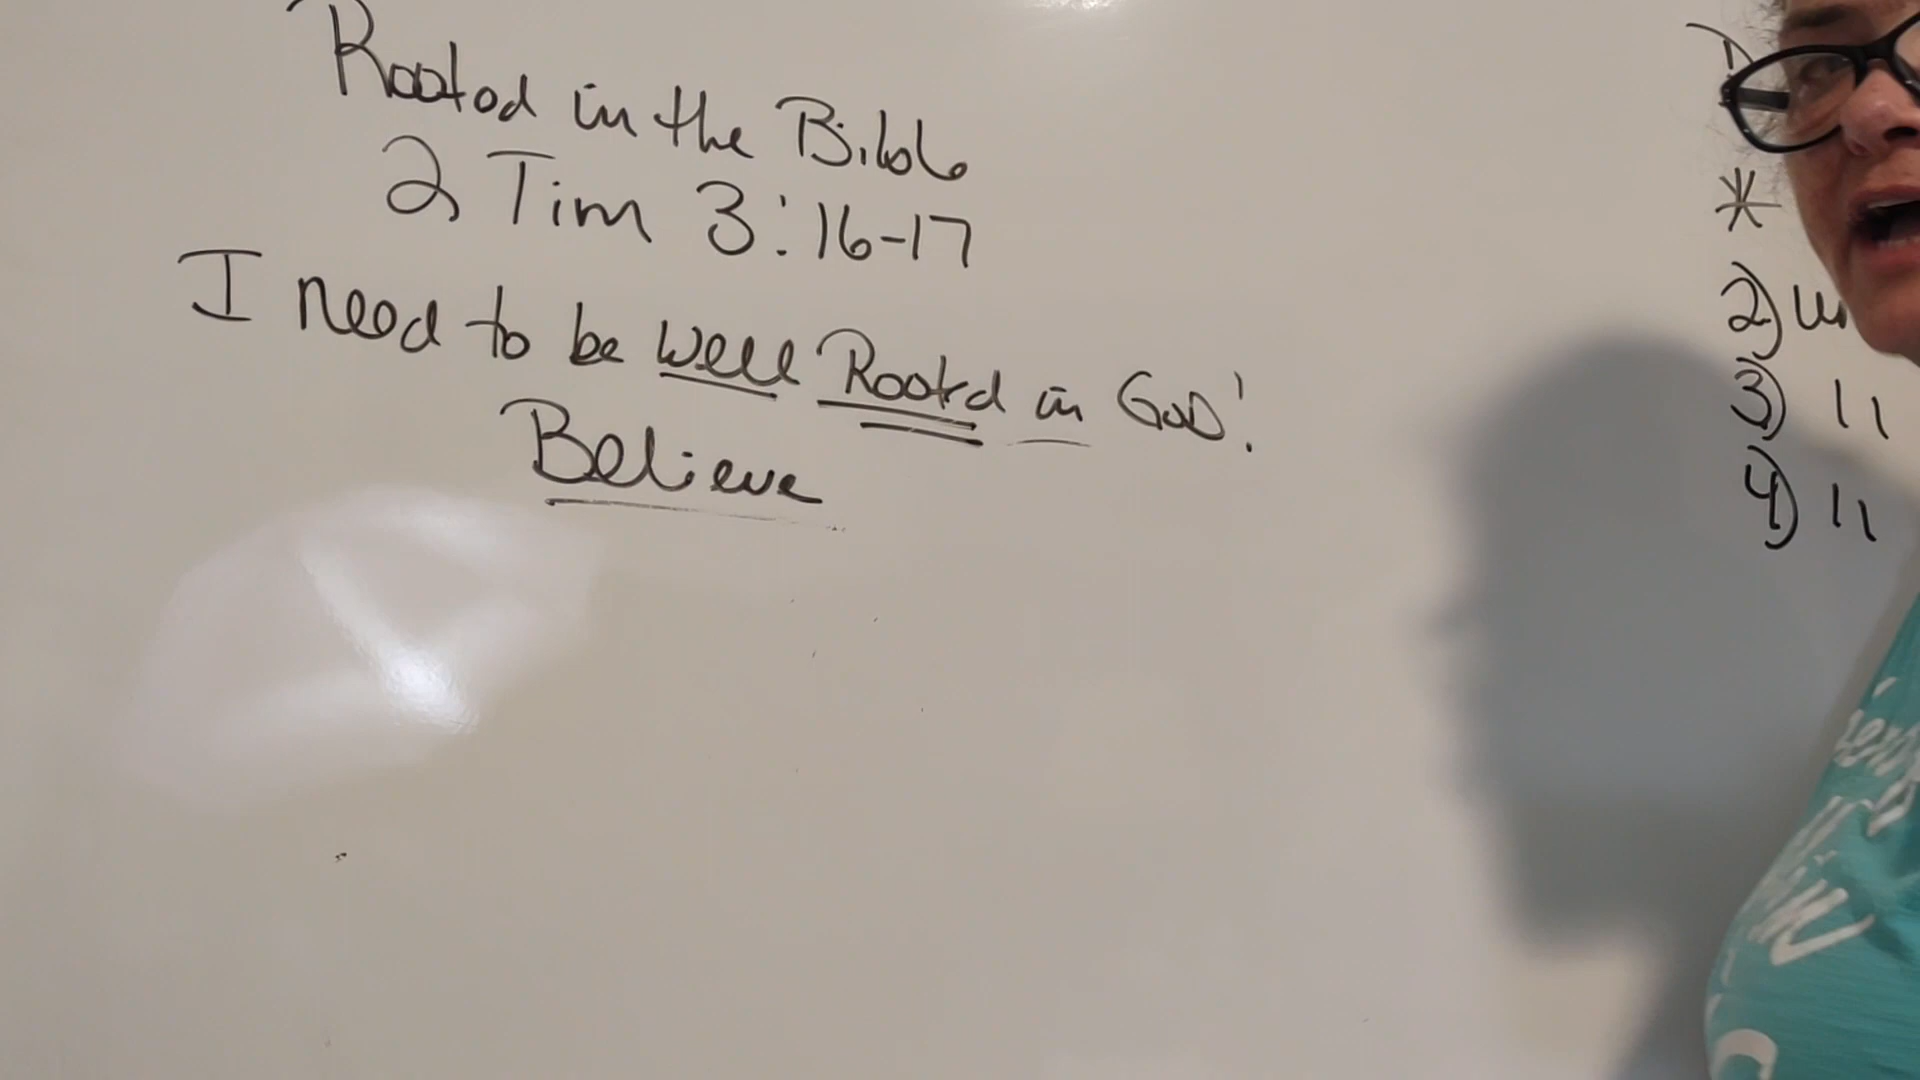 Rooted in the Bible
2 Tim 3:16-17
I need to be well Rooted in GOD!
Believe
1)
*
2)
3) 11
4) 11